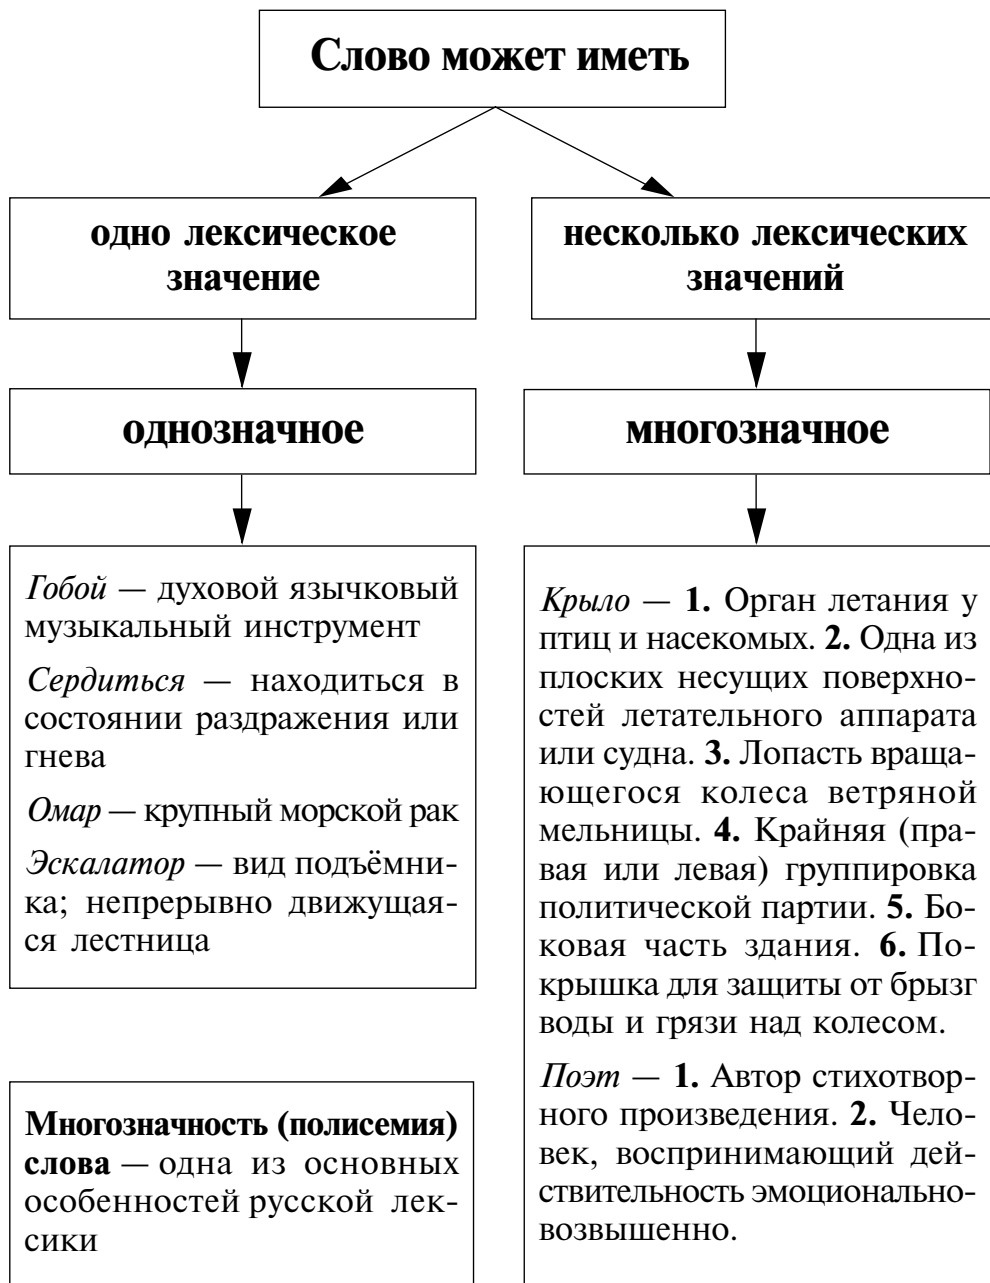 Слово может иметь
одно лексическое
значение
несколько лексических
значений
однозначное
многозначное
Гобой — духовой язычковый
музыкальный инструмент
Сердиться — находиться в
состоянии раздражения или
гнева
Омар — крупный морской рак
Эскалатор — вид подъёмни-
ка; непрерывно движущая-
ся лестница
Многозначность (полисемия)
слова — одна из основных
особенностей русской лек-
сики
Крыло — 1. Орган летания у
птиц и насекомых. 2. Одна из
плоских несущих поверхно-
стей летательного аппарата
или судна. 3. Лопасть враща-
ющегося колеса ветряной
мельницы. 4. Крайняя (пра-
вая или левая) группировка
политической партии. 5. Бо-
ковая часть здания. 6. По-
крышка для защиты от брызг
воды и грязи над колесом.
Поэт — 1. Автор стихотвор-
ного произведения. 2. Чело-
век, воспринимающий дей-
ствительность эмоционально-
возвышенно.